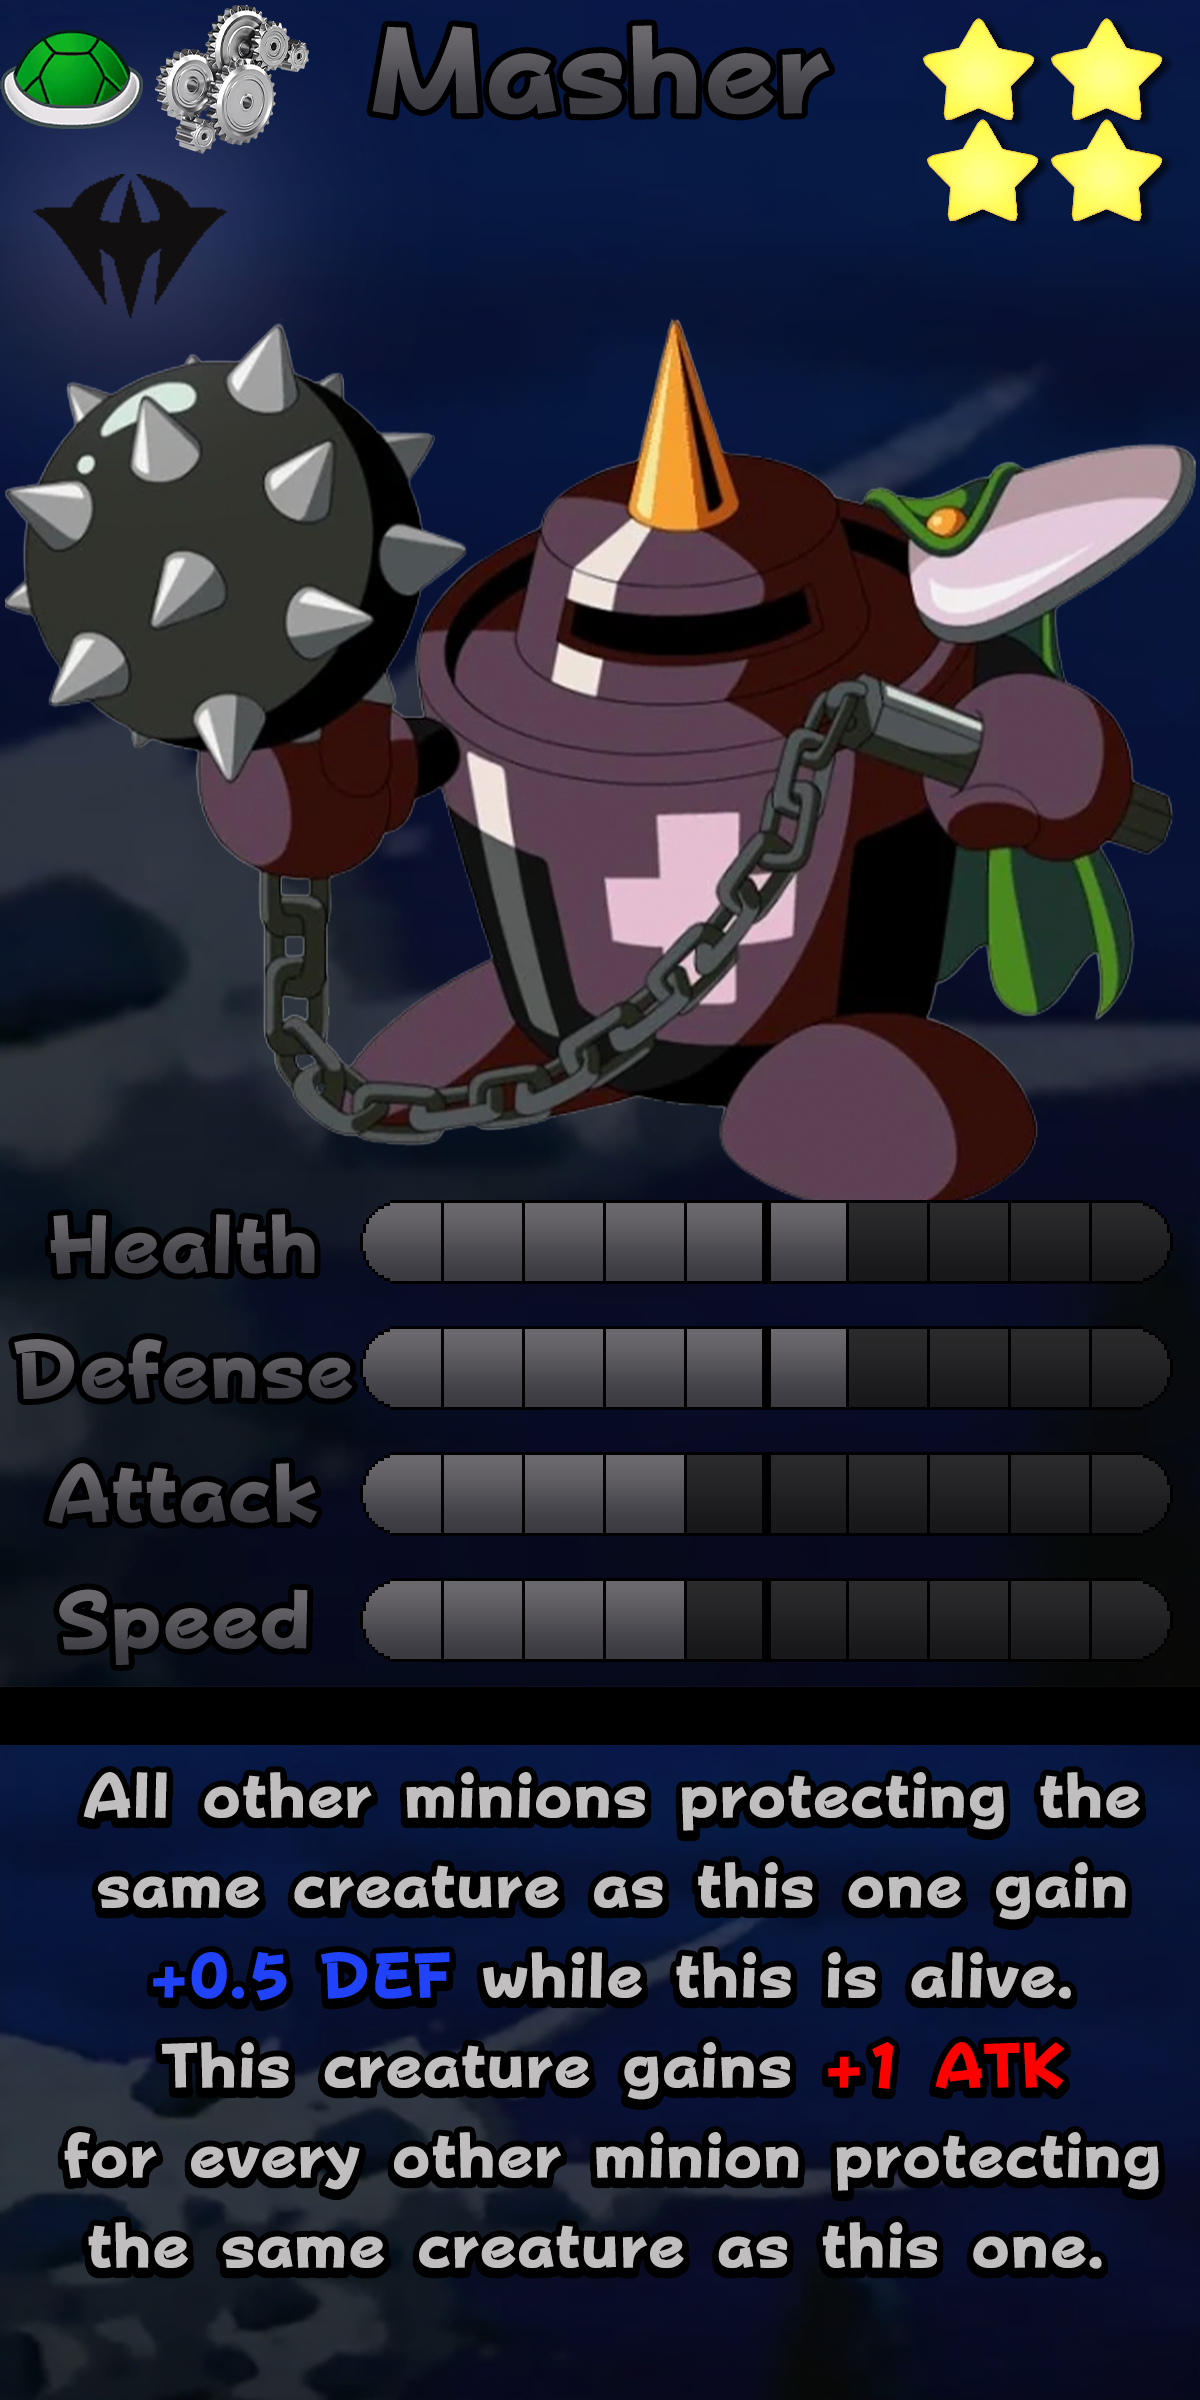 Masher
Health
Defense
Attack
Speed
All other minions protecting the
same creature as this one gain
+0.5 DEF while this is alive.
This creature gains +1 ATK
for every other minion protecting
the same creature as this one.